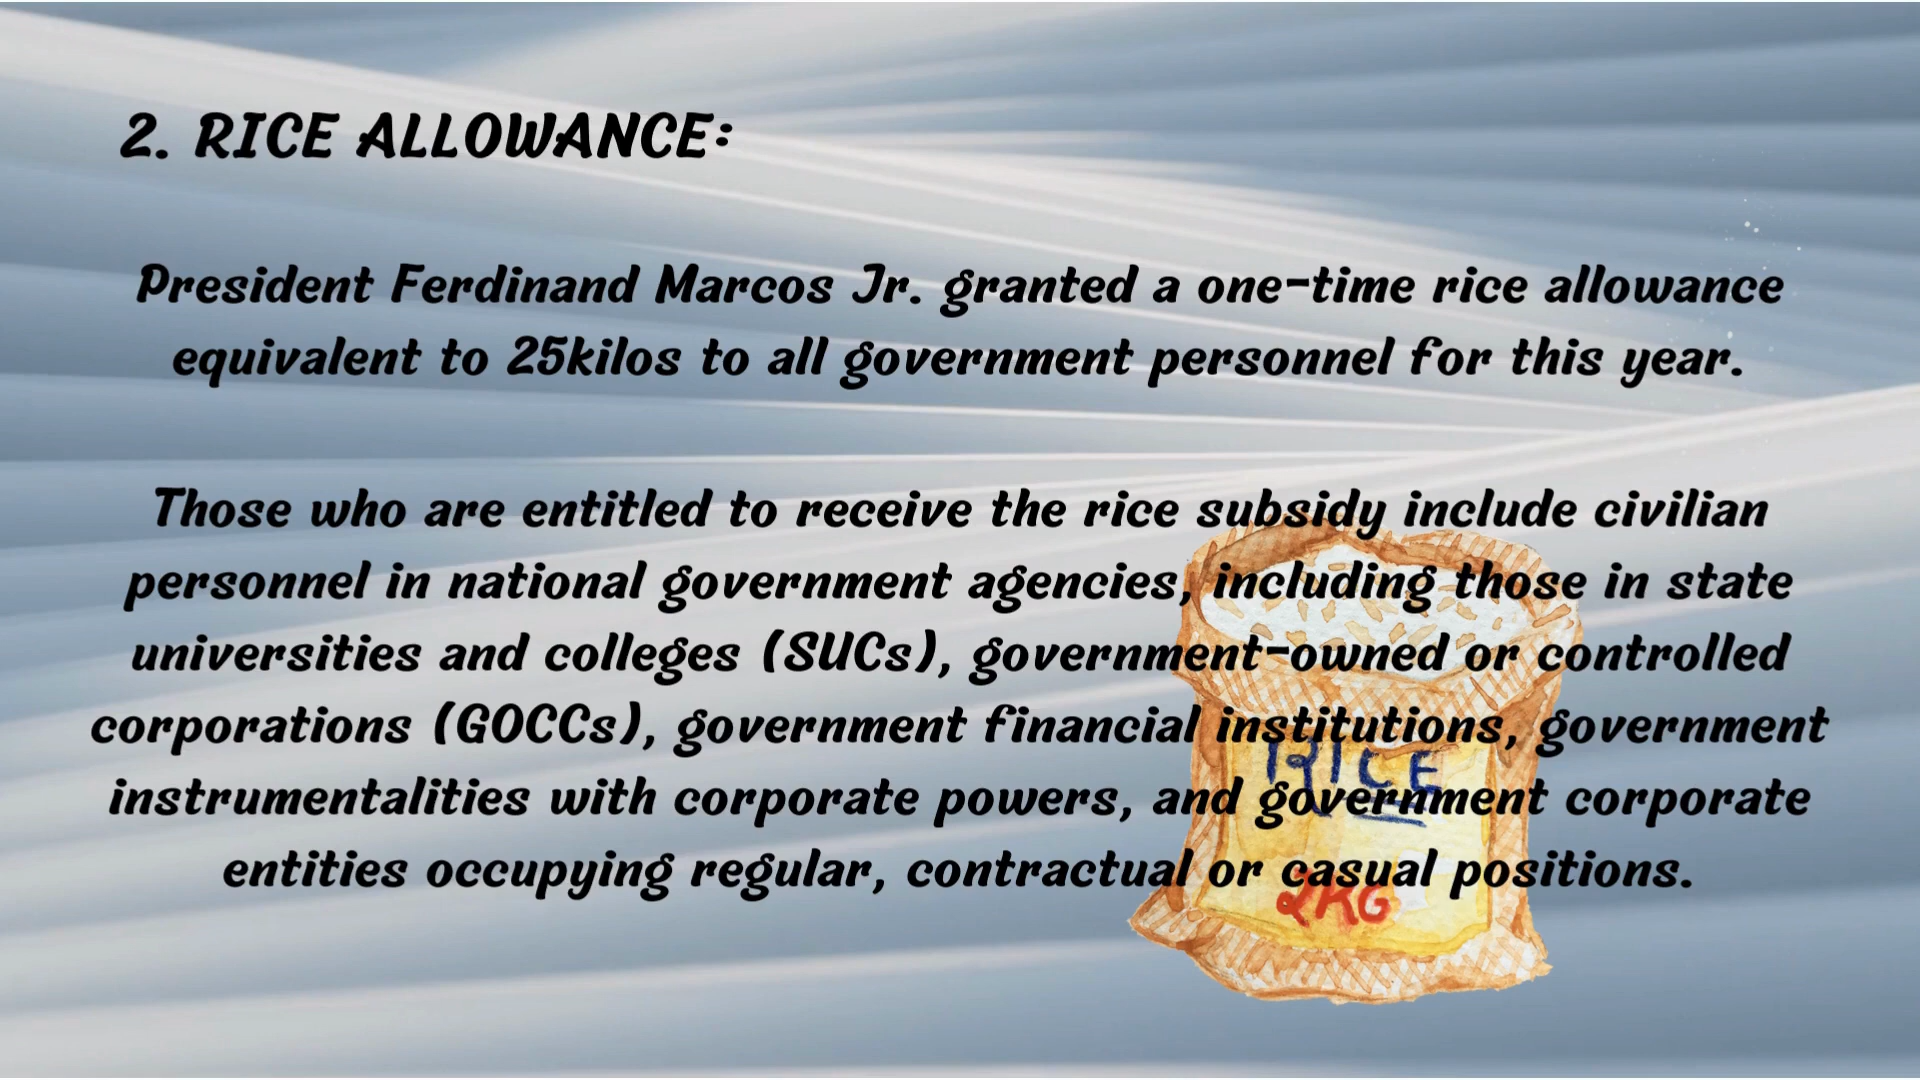 2. RICE ALLOWANCE:
President Ferdinand Marcos Jr. granted a one-time rice allowance
equivalent to 25kilos to all government personnel for this year.
Those who are entitled to receive the rice subsidy include civilian
personnel in national government agencies, including those in state
universities and colleges (SUCs), government-owned or controlled
corporations (GOCCs), government financial institutions, government
instrumentalities with corporate powers, and government corporate
entities occupying regular, contractual or casual positions.
RICE
2KG